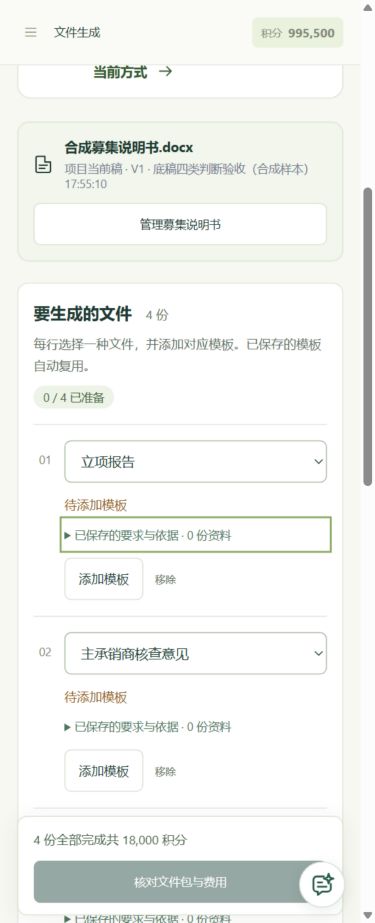 文件生成
积分 995,500
当前方式 →
合成募集说明书.docx
项目当前稿 · V1 · 底稿四类判断验收（合成样本）
17:55:10
管理募集说明书
要生成的文件 4 份
每行选择一种文件，并添加对应模板。已保存的模板
自动复用。
0 / 4 已准备
01 立项报告
待添加模板
▶ 已保存的要求与依据 · 0 份资料
添加模板 移除
02 主承销商核查意见
待添加模板
▶ 已保存的要求与依据 · 0 份资料
添加模板 移除
4 份全部完成共 18,000 积分
核对文件包与费用
▶ 已保存的要求与依据 · 0 份资料